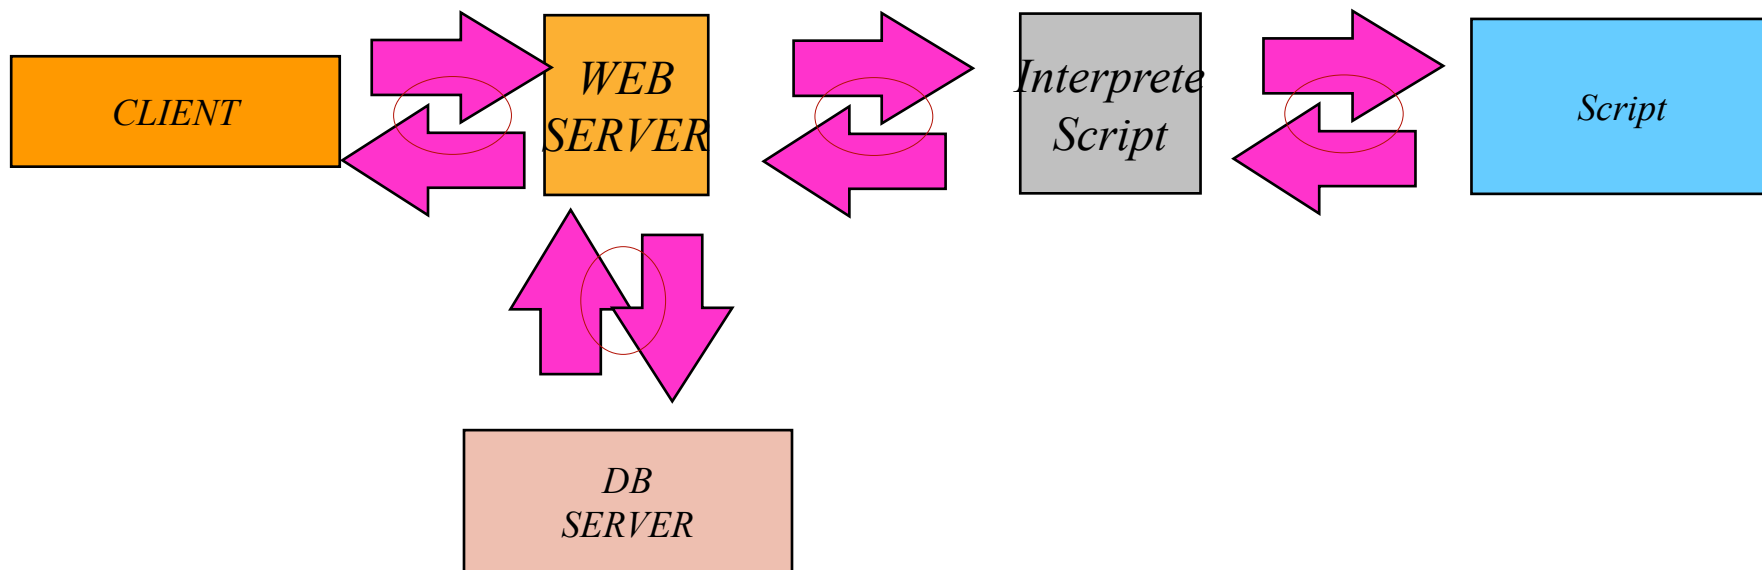 CLIENT
WEB
SERVER
Interprete
Script
Script
DB
SERVER